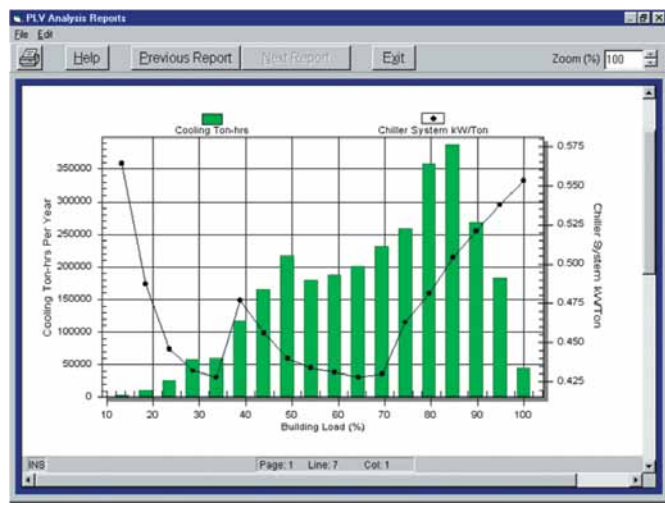 PLV Analysis Reports
File Edit
Help Previous Report Next Report Exit Zoom (%) 100
Cooling Ton-hrs Chiller System kW/Ton
Cooling Ton-hrs Per Year
350000
300000
250000
200000
150000
100000
50000
0
0.575
0.550
0.525
0.500
0.475
0.450
0.425
Chiller System kW/Ton
10 20 30 40 50 60 70 80 90 100
Building Load (%)
INS Page: 1 Line: 7 Col: 1